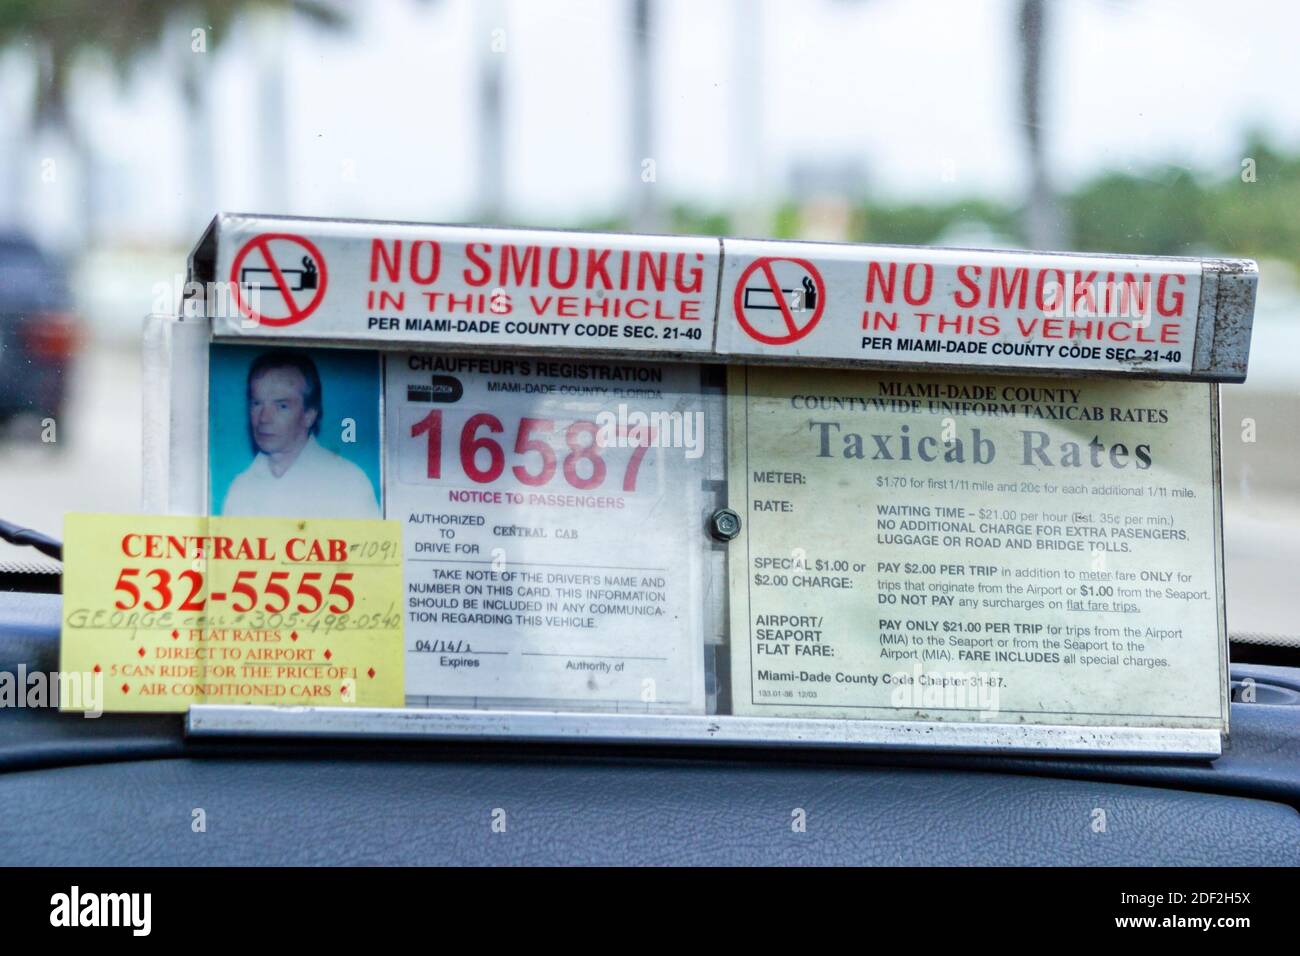 NO SMOKING
IN THIS VEHICLE
PER MIAMI-DADE COUNTY CODE SEC. 21-40
NO SMOKING
IN THIS VEHICLE
PER MIAMI-DADE COUNTY CODE SEC. 21-40
CHAUFFEUR'S REGISTRATION
MIAMI-DADE
MIAMI-DADE COUNTY, FLORIDA
16587
NOTICE TO PASSENGERS
AUTHORIZED
TO
DRIVE FOR
CENTRAL CAB
TAKE NOTE OF THE DRIVER'S NAME AND
NUMBER ON THIS CARD. THIS INFORMATION
SHOULD BE INCLUDED IN ANY COMMUNICA-
TION REGARDING THIS VEHICLE.
04/14/1
Expires
Authority of
CENTRAL CAB #1091
532-5555
GEORGE CELL# 305-498-0540
♦ FLAT RATES ♦
♦ DIRECT TO AIRPORT ♦
♦ 5 CAN RIDE FOR THE PRICE OF 1 ♦
♦ AIR CONDITIONED CARS ♦
MIAMI-DADE COUNTY
COUNTYWIDE UNIFORM TAXICAB RATES
Taxicab Rates
METER:
$1.70 for first 1/11 mile and 20¢ for each additional 1/11 mile.
RATE:
WAITING TIME – $21.00 per hour (Est. 35¢ per min.)
NO ADDITIONAL CHARGE FOR EXTRA PASSENGERS,
LUGGAGE OR ROAD AND BRIDGE TOLLS.
SPECIAL $1.00 or
$2.00 CHARGE:
PAY $2.00 PER TRIP in addition to meter fare ONLY for
trips that originate from the Airport or $1.00 from the Seaport.
DO NOT PAY any surcharges on flat fare trips.
AIRPORT/
SEAPORT
FLAT FARE:
PAY ONLY $21.00 PER TRIP for trips from the Airport
(MIA) to the Seaport or from the Seaport to the
Airport (MIA). FARE INCLUDES all special charges.
Miami-Dade County Code Chapter 31-87.
133.01-36 12/03
alamy
Image ID: 2DF2H5X
www.alamy.com